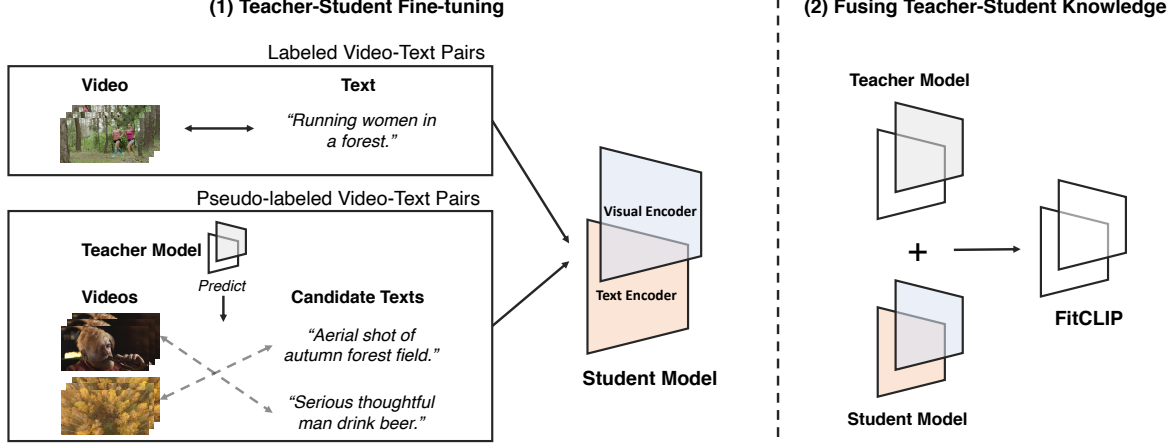 (1) Teacher-Student Fine-tuning
Labeled Video-Text Pairs
Video
Text
“Running women in
a forest.”
Pseudo-labeled Video-Text Pairs
Teacher Model
Predict
Videos
Candidate Texts
“Aerial shot of
autumn forest field.”
“Serious thoughtful
man drink beer.”
Visual Encoder
Text Encoder
Student Model
(2) Fusing Teacher-Student Knowledge
Teacher Model
+
FitCLIP
Student Model